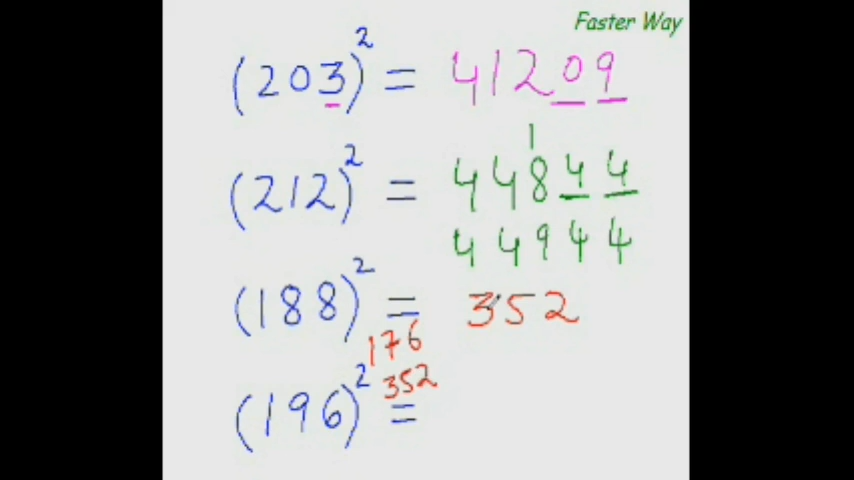 Faster Way
(203)² = 41209
1
(212)² = 44844
44944
(188)² = 352
176
352
(196)² =